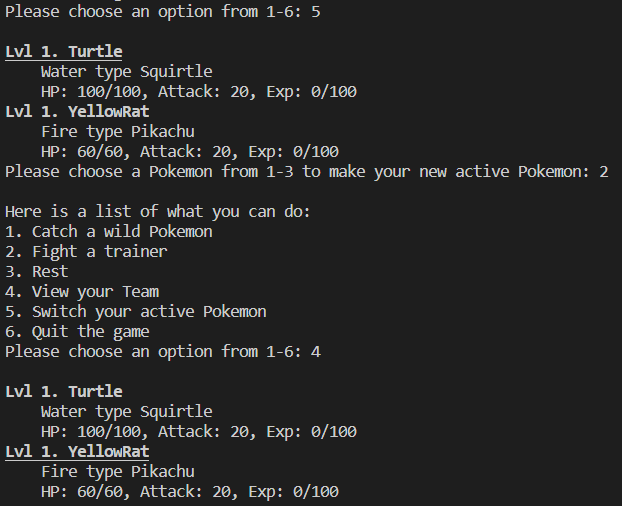 Please choose an option from 1-6: 5
Lvl 1. Turtle
Water type Squirtle
HP: 100/100, Attack: 20, Exp: 0/100
Lvl 1. YellowRat
Fire type Pikachu
HP: 60/60, Attack: 20, Exp: 0/100
Please choose a Pokemon from 1-3 to make your new active Pokemon: 2
Here is a list of what you can do:
1. Catch a wild Pokemon
2. Fight a trainer
3. Rest
4. View your Team
5. Switch your active Pokemon
6. Quit the game
Please choose an option from 1-6: 4
Lvl 1. Turtle
Water type Squirtle
HP: 100/100, Attack: 20, Exp: 0/100
Lvl 1. YellowRat
Fire type Pikachu
HP: 60/60, Attack: 20, Exp: 0/100